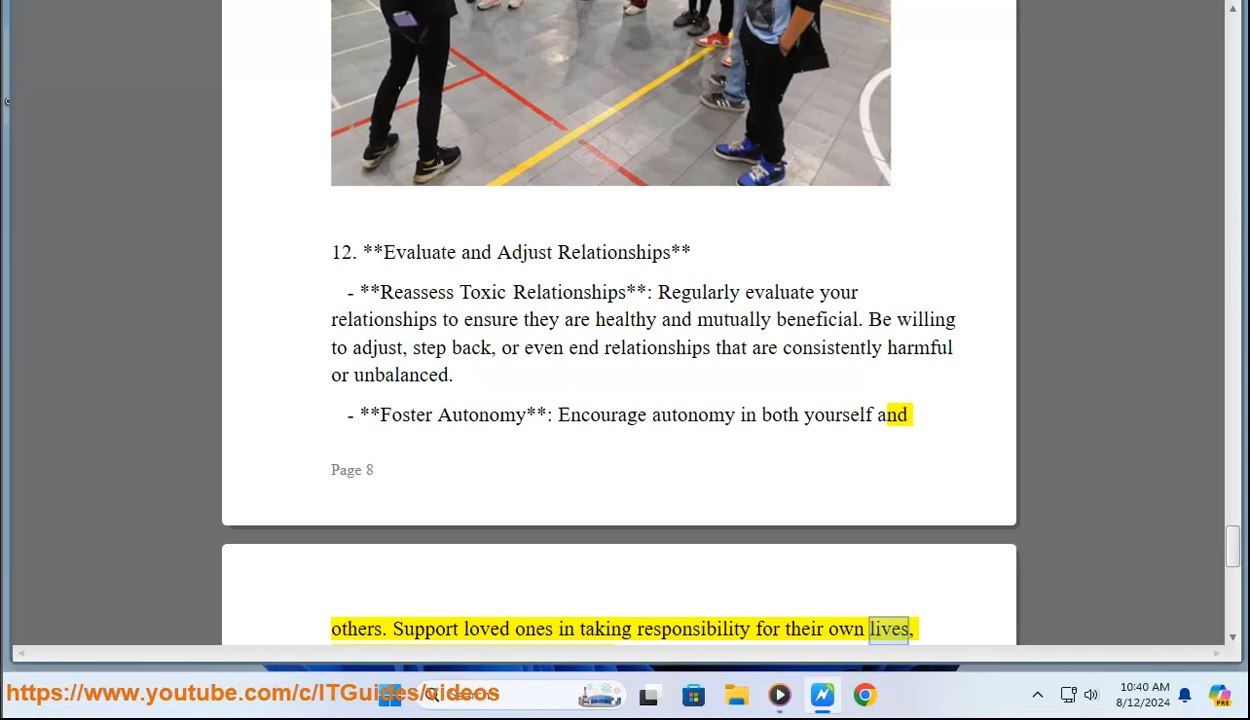 12. **Evaluate and Adjust Relationships**
- **Reassess Toxic Relationships**: Regularly evaluate your
relationships to ensure they are healthy and mutually beneficial. Be willing
to adjust, step back, or even end relationships that are consistently harmful
or unbalanced.
- **Foster Autonomy**: Encourage autonomy in both yourself and
Page 8
others. Support loved ones in taking responsibility for their own lives,
https://www.youtube.com/c/ITGuides/videos
10:40 AM
8/12/2024
PRE